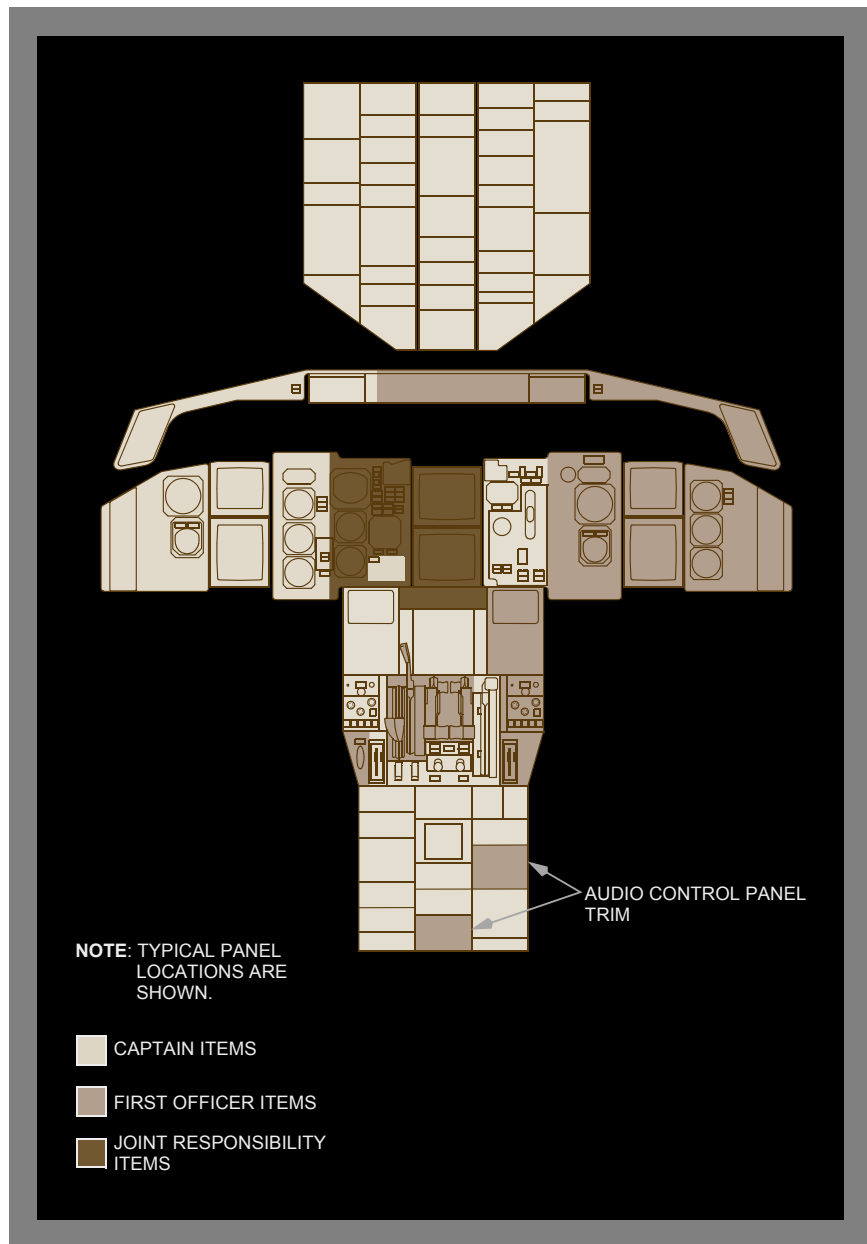 AUDIO CONTROL PANEL
TRIM
NOTE: TYPICAL PANEL
LOCATIONS ARE
SHOWN.
CAPTAIN ITEMS
FIRST OFFICER ITEMS
JOINT RESPONSIBILITY
ITEMS